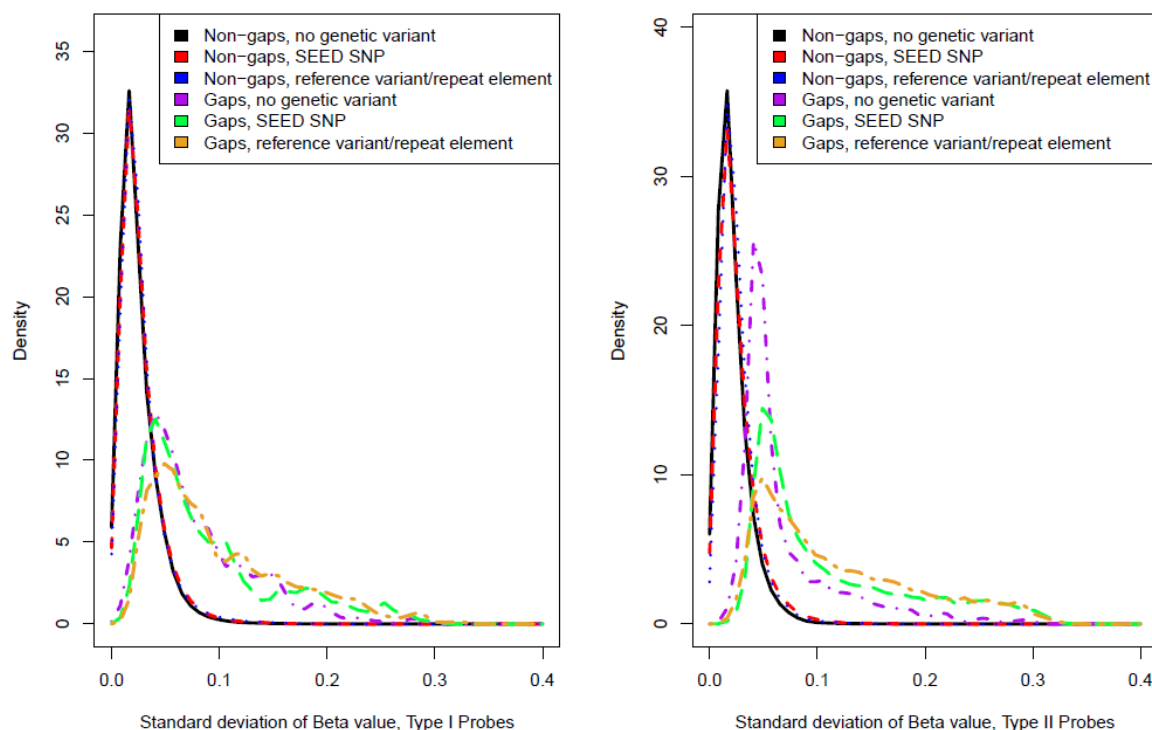 Non−gaps, no genetic variant
Non−gaps, SEED SNP
Non−gaps, reference variant/repeat element
Gaps, no genetic variant
Gaps, SEED SNP
Gaps, reference variant/repeat element
35
30
25
20
15
10
5
0
Density
0.0 0.1 0.2 0.3 0.4
Standard deviation of Beta value, Type I Probes
Non−gaps, no genetic variant
Non−gaps, SEED SNP
Non−gaps, reference variant/repeat element
Gaps, no genetic variant
Gaps, SEED SNP
Gaps, reference variant/repeat element
40
30
20
10
0
Density
0.0 0.1 0.2 0.3 0.4
Standard deviation of Beta value, Type II Probes